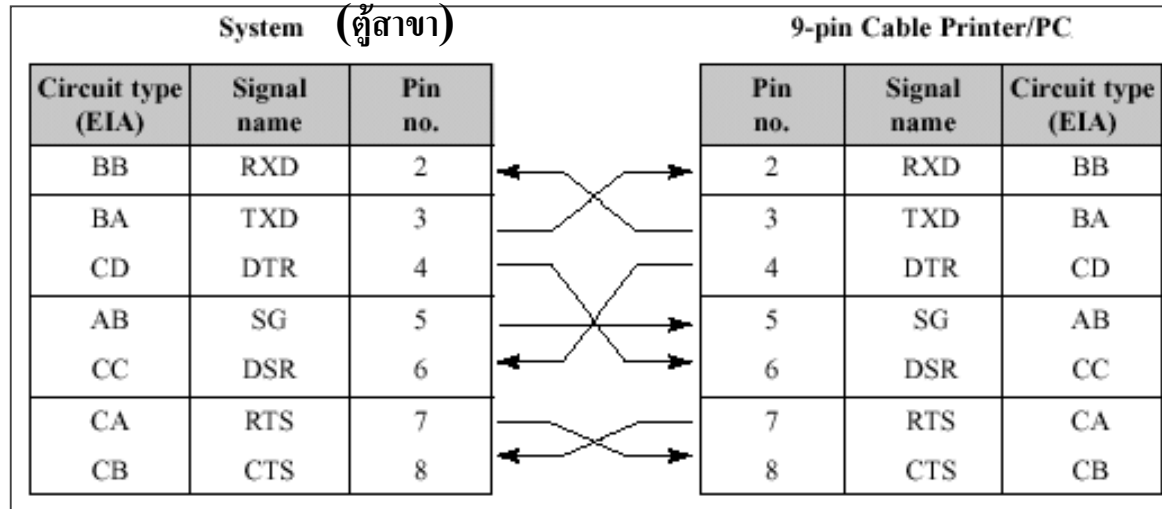 System (ตู้สาขา) 9-pin Cable Printer/PC
Circuit type (EIA) Signal name Pin no. Pin no. Signal name Circuit type (EIA)
BB RXD 2 2 RXD BB
BA TXD 3 3 TXD BA
CD DTR 4 4 DTR CD
AB SG 5 5 SG AB
CC DSR 6 6 DSR CC
CA RTS 7 7 RTS CA
CB CTS 8 8 CTS CB